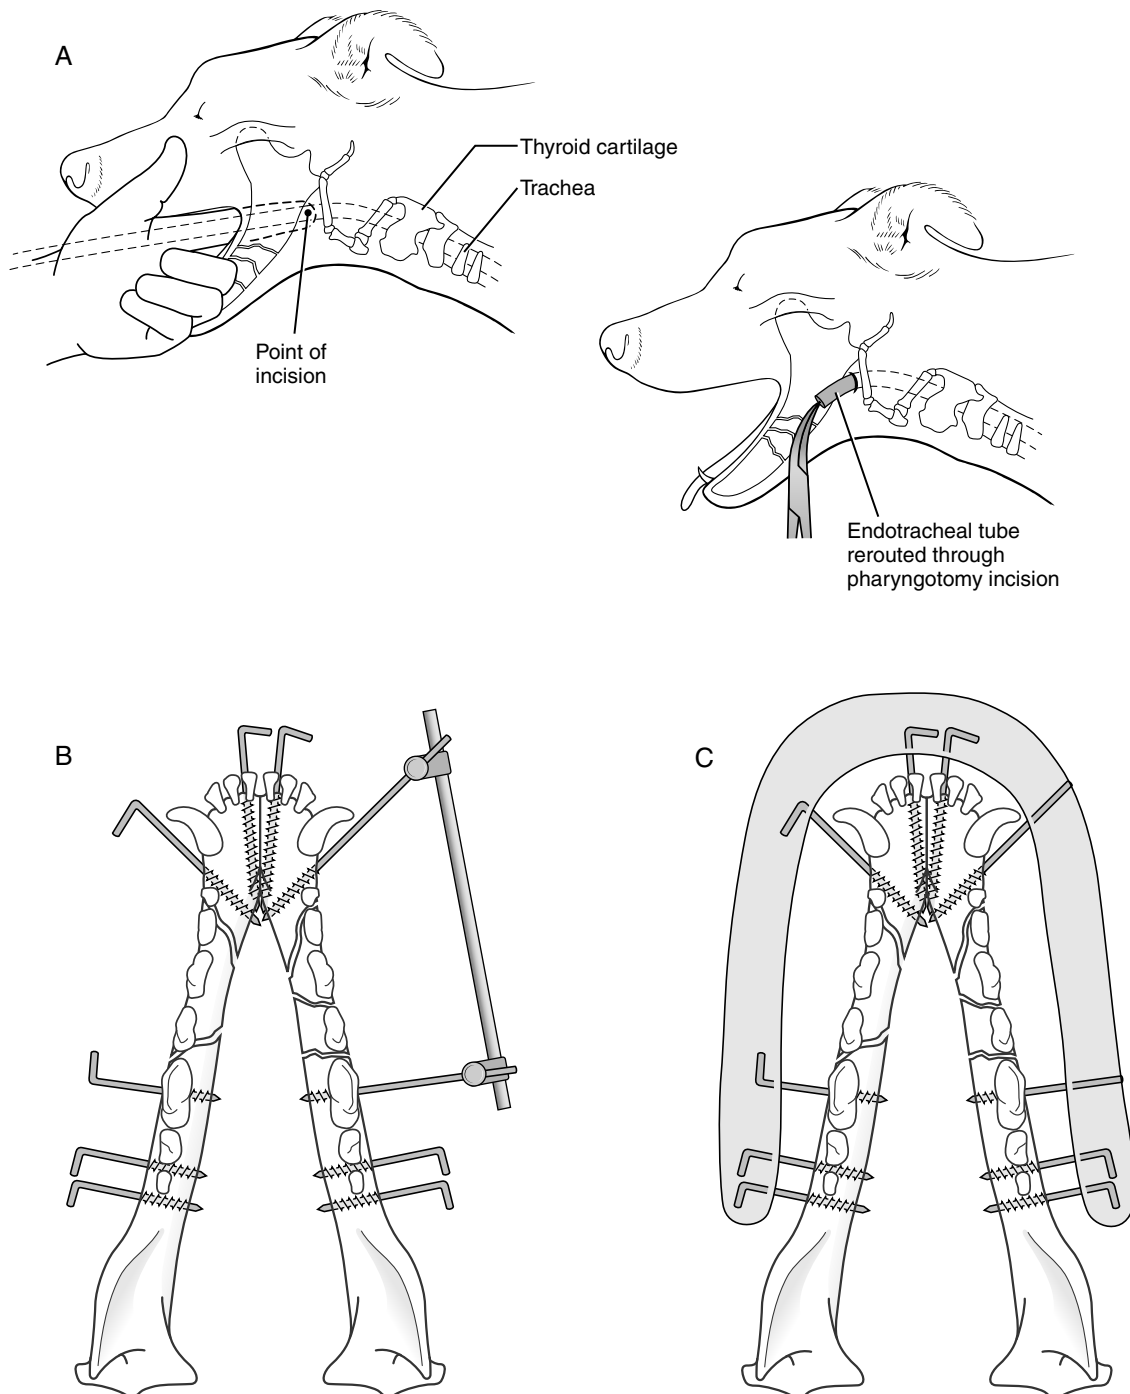 A
Thyroid cartilage
Trachea
Point of
incision
Endotracheal tube
rerouted through
pharyngotomy incision
B
C